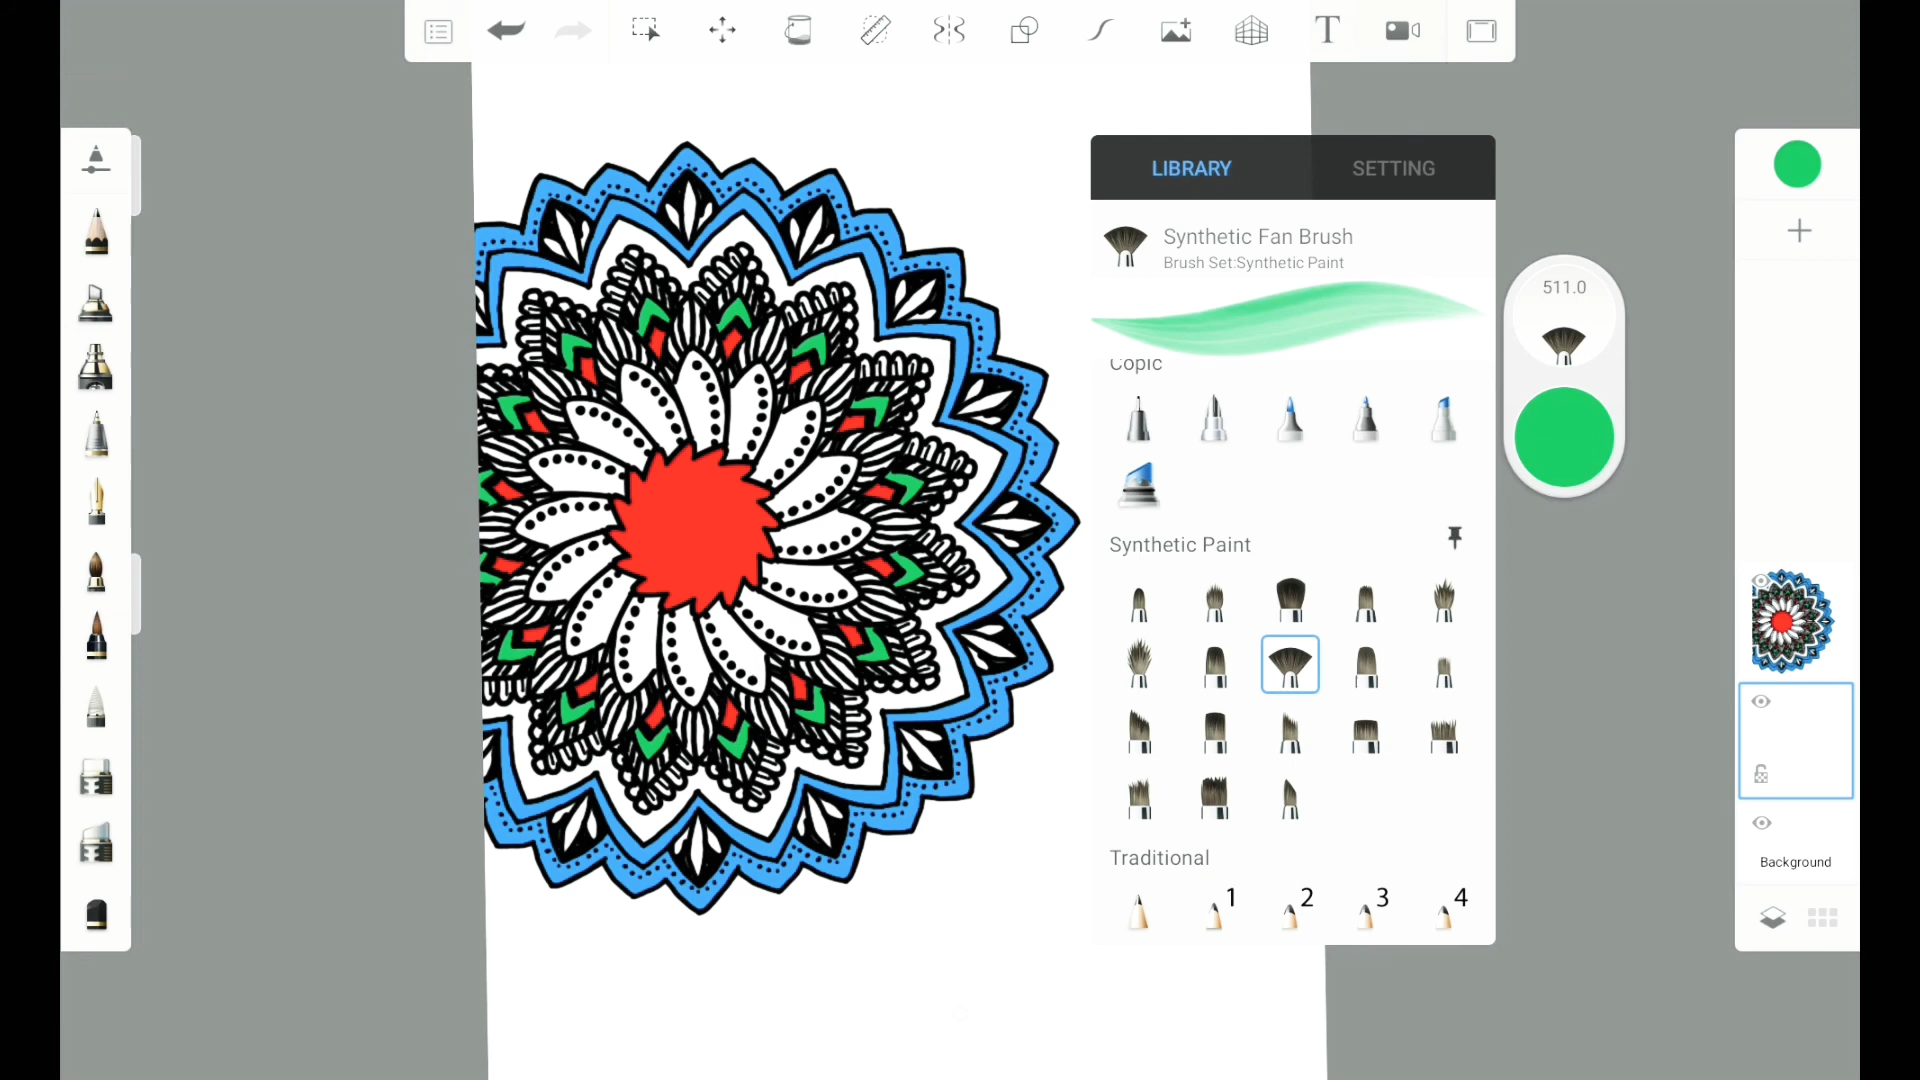 T
LIBRARY
SETTING
Synthetic Fan Brush
Brush Set:Synthetic Paint
511.0
Copic
Synthetic Paint
Traditional
1
2
3
4
Background